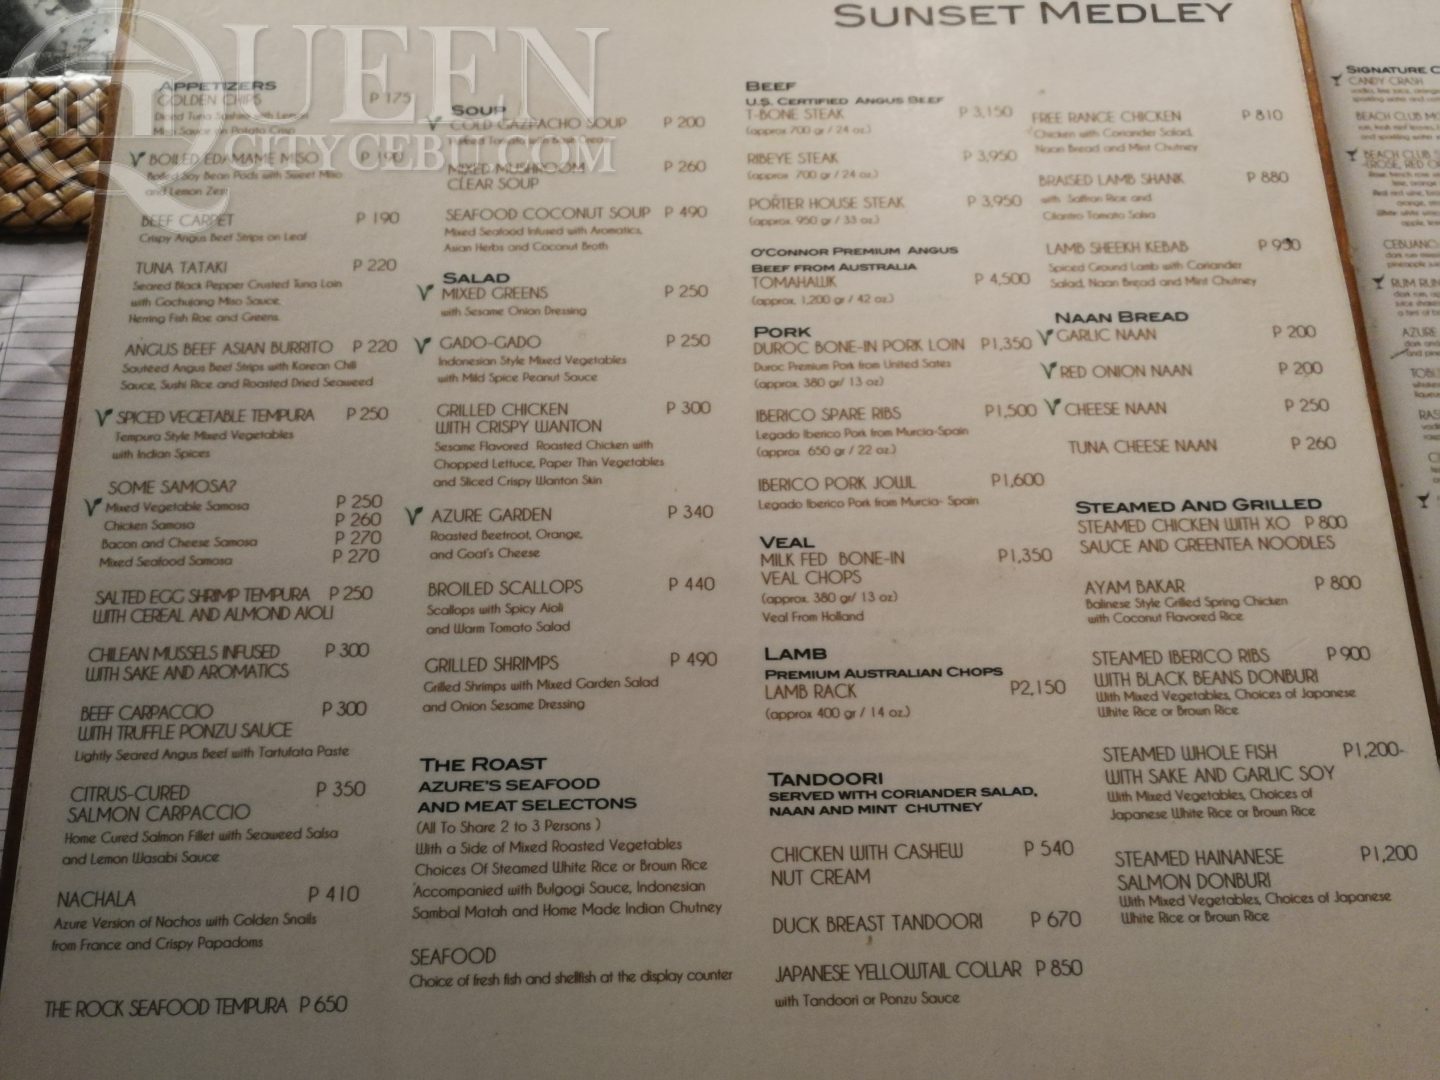 QUEEN
CITYCEBU.COM
SUNSET MEDLEY
APPETIZERS
GOLDEN CHIPS P 175
Diced Tuna Sashimi with Lemon
Miso Sauce on Potato Crisp
BOILED EDAMAME MISO P 190
Boiled Soy Bean Pods with Sweet Miso
and Lemon Zest
BEEF CARPET P 190
Crispy Angus Beef Strips on Leaf
TUNA TATAKI P 220
Seared Black Pepper Crusted Tuna Loin
with Gochujang Miso Sauce,
Herring Fish Roe and Greens.
ANGUS BEEF ASIAN BURRITO P 220
Sauteed Angus Beef Strips with Korean Chili
Sauce, Sushi Rice and Roasted Dried Seaweed
SPICED VEGETABLE TEMPURA P 250
Tempura Style Mixed Vegetables
with Indian Spices
SOME SAMOSA?
Mixed Vegetable Samosa P 250
Chicken Samosa P 260
Bacon and Cheese Samosa P 270
Mixed Seafood Samosa P 270
SALTED EGG SHRIMP TEMPURA P 250
WITH CEREAL AND ALMOND AIOLI
CHILEAN MUSSELS INFUSED P 300
WITH SAKE AND AROMATICS
BEEF CARPACCIO P 300
WITH TRUFFLE PONZU SAUCE
Lightly Seared Angus Beef with Tartufata Paste
CITRUS-CURED P 350
SALMON CARPACCIO
Home Cured Salmon Fillet with Seaweed Salsa
and Lemon Wasabi Sauce
NACHALA P 410
Azure Version of Nachos with Golden Snails
from France and Crispy Papadoms
THE ROCK SEAFOOD TEMPURA P 650
SOUP
COLD GAZPACHO SOUP P 200
MIXED MUSHROOM P 260
CLEAR SOUP
SEAFOOD COCONUT SOUP P 490
Mixed Seafood Infused with Aromatics,
Asian Herbs and Coconut Broth
SALAD
MIXED GREENS P 250
with Sesame Onion Dressing
GADO-GADO P 250
Indonesian Style Mixed Vegetables
with Mild Spice Peanut Sauce
GRILLED CHICKEN P 300
WITH CRISPY WANTON
Sesame Flavored Roasted Chicken with
Chopped Lettuce, Paper Thin Vegetables
and Sliced Crispy Wanton Skin
AZURE GARDEN P 340
Roasted Beetroot, Orange,
and Goat's Cheese
BROILED SCALLOPS P 440
Scallops with Spicy Aioli
and Warm Tomato Salad
GRILLED SHRIMPS P 490
Grilled Shrimps with Mixed Garden Salad
and Onion Sesame Dressing
THE ROAST
AZURE'S SEAFOOD
AND MEAT SELECTONS
(All To Share 2 to 3 Persons )
With a Side of Mixed Roasted Vegetables
Choices Of Steamed White Rice or Brown Rice
Accompanied with Bulgogi Sauce, Indonesian
Sambal Matah and Home Made Indian Chutney
SEAFOOD
Choice of fresh fish and shellfish at the display counter
BEEF
U.S. CERTIFIED ANGUS BEEF
T-BONE STEAK P 3,150
(approx 700 gr / 24 oz.)
RIBEYE STEAK P 3,950
(approx. 700 gr / 24 oz.)
PORTER HOUSE STEAK P 3,950
(approx. 950 gr / 33 oz.)
O'CONNOR PREMIUM ANGUS
BEEF FROM AUSTRALIA
TOMAHAWK P 4,500
(approx. 1,200 gr / 42 oz.)
PORK
DUROC BONE-IN PORK LOIN P1,350
Duroc Premium Pork from United Sates
(approx. 380 gr/ 13 oz)
IBERICO SPARE RIBS P1,500
Legado Iberico Pork from Murcia-Spain
(approx 650 gr / 22 oz.)
IBERICO PORK JOWL P1,600
Legado Iberico Pork from Murcia- Spain
VEAL
MILK FED BONE-IN P1,350
VEAL CHOPS
(approx. 380 gr/ 13 oz)
Veal From Holland
LAMB
PREMIUM AUSTRALIAN CHOPS
LAMB RACK P2,150
(approx 400 gr / 14 oz.)
TANDOORI
SERVED WITH CORIANDER SALAD,
NAAN AND MINT CHUTNEY
CHICKEN WITH CASHEW P 540
NUT CREAM
DUCK BREAST TANDOORI P 670
JAPANESE YELLOWTAIL COLLAR P 850
with Tandoori or Ponzu Sauce
FREE RANGE CHICKEN P 810
Chicken with Coriander Salad,
Naan Bread and Mint Chutney
BRAISED LAMB SHANK P 880
with Saffron Rice and
Cilantro Tomato Salsa
LAMB SHEEKH KEBAB P 950
Spiced Ground Lamb with Coriander
Salad, Naan Bread and Mint Chutney
NAAN BREAD
GARLIC NAAN P 200
RED ONION NAAN P 200
CHEESE NAAN P 250
TUNA CHEESE NAAN P 260
STEAMED AND GRILLED
STEAMED CHICKEN WITH XO P 800
SAUCE AND GREENTEA NOODLES
AYAM BAKAR P 800
Balinese Style Grilled Spring Chicken
with Coconut Flavored Rice
STEAMED IBERICO RIBS P 900
WITH BLACK BEANS DONBURI
With Mixed Vegetables, Choices of Japanese
White Rice or Brown Rice
STEAMED WHOLE FISH P1,200-
WITH SAKE AND GARLIC SOY
With Mixed Vegetables, Choices of
Japanese White Rice or Brown Rice
STEAMED HAINANESE P1,200
SALMON DONBURI
With Mixed Vegetables, Choices of Japanese
White Rice or Brown Rice
SIGNATURE
CANDY CRASH
BEACH CLUB
BEACH CLUB
CEBUANO
RUM
AZURE